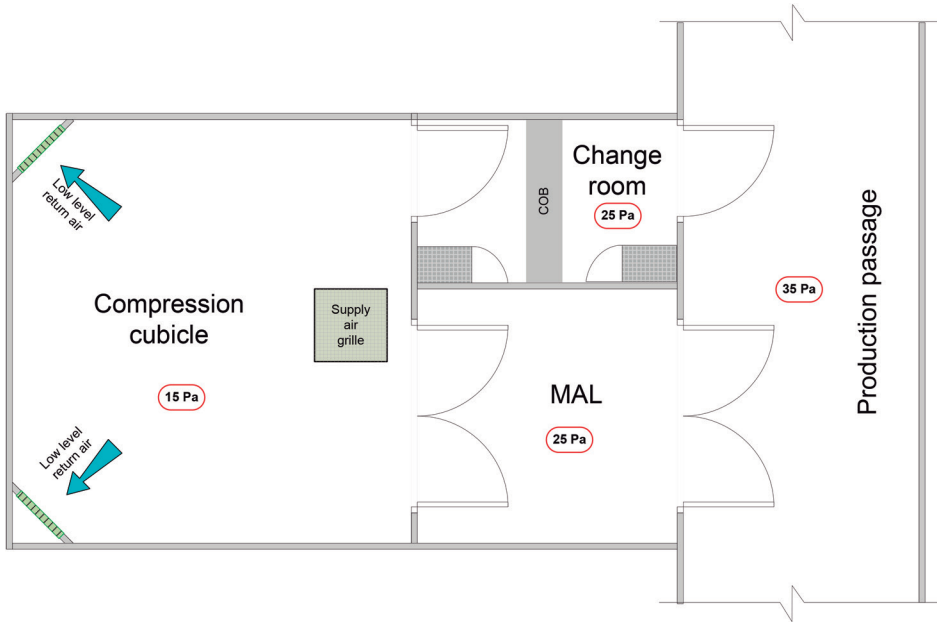 Low level
return air
Compression
cubicle
15 Pa
Low level
return air
Supply
air
grille
COB
Change
room
25 Pa
MAL
25 Pa
35 Pa
Production passage